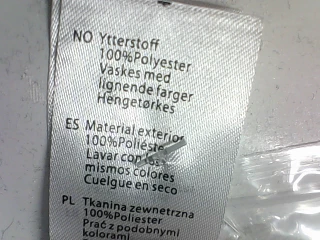 NO Ytterstoff
100%Polyester
Vaskes med
lignende farger
Hengetørkes
ES Material exterior
100%Poliéster
Lavar con los
mismos colores
Cuelgue en seco
PL Tkanina zewnetrzna
100%Poliester
Prać z podobnymi
kolorami